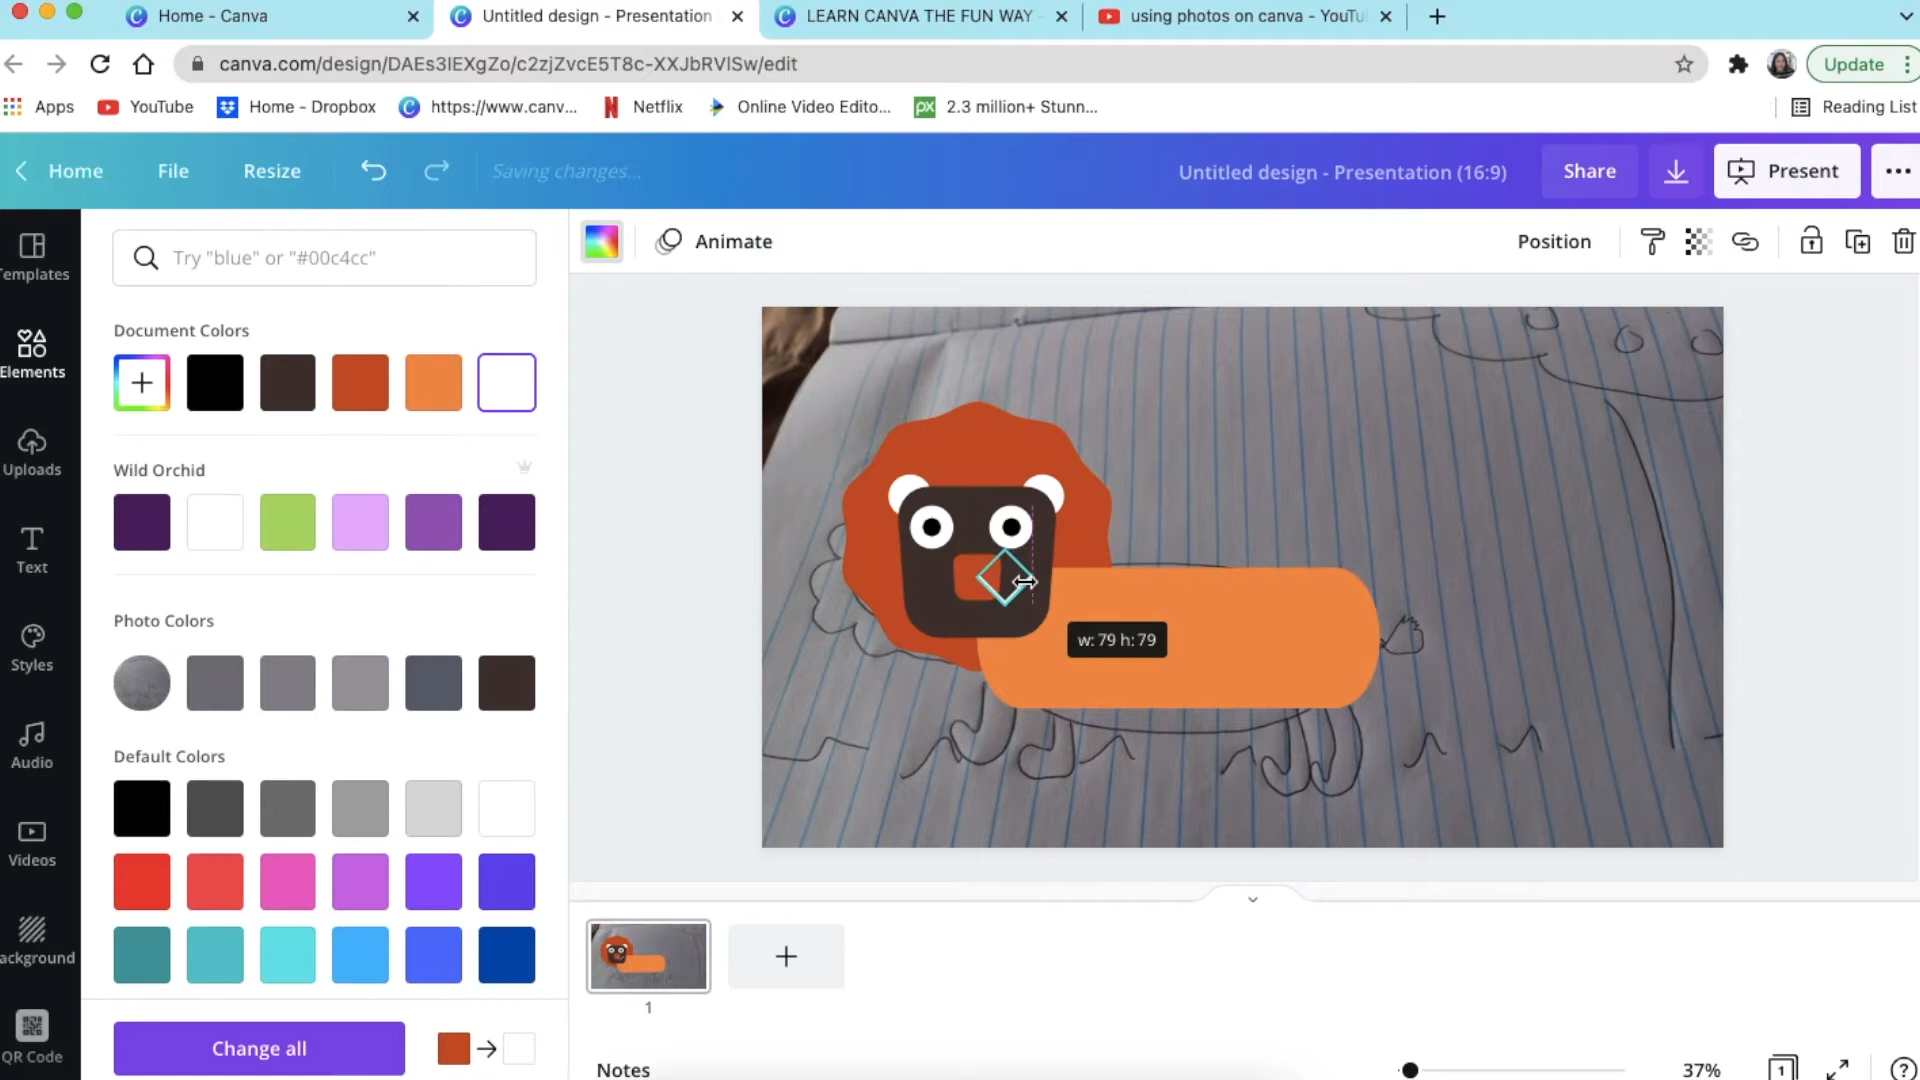 Home - Canva
Untitled design - Presentation
LEARN CANVA THE FUN WAY -
using photos on canva - YouTu
canva.com/design/DAEs3IEXgZo/c2zjZvcE5T8c-XXJbRVlSw/edit
Update
Apps
YouTube
Home - Dropbox
https://www.canv...
Netflix
Online Video Edito...
px
2.3 million+ Stunn...
Reading List
Home
File
Resize
Saving changes...
Untitled design - Presentation (16:9)
Share
Present
Templates
Elements
Uploads
Text
Styles
Audio
Videos
ackground
QR Code
Try "blue" or "#00c4cc"
Document Colors
Wild Orchid
Photo Colors
Default Colors
Change all
Animate
Position
w: 79 h: 79
1
Notes
37%
1
?